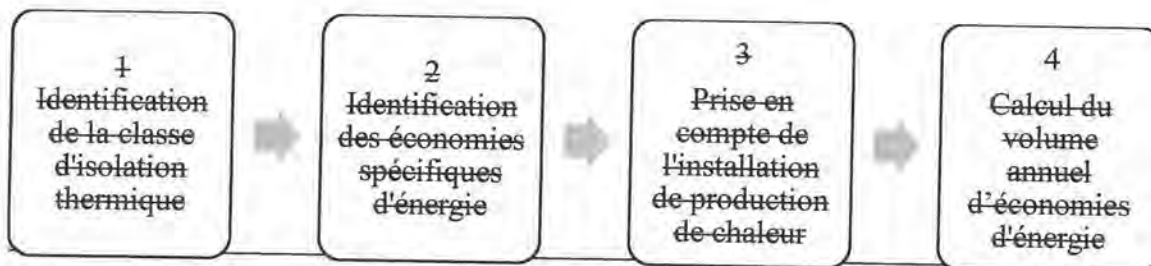 1
Identification
de la classe
d'isolation
thermique
2
Identification
des économies
spécifiques
d'énergie
3
Prise en
compte de
l'installation
de production
de chaleur
4
Calcul du
volume
annuel
d'économies
d'énergie